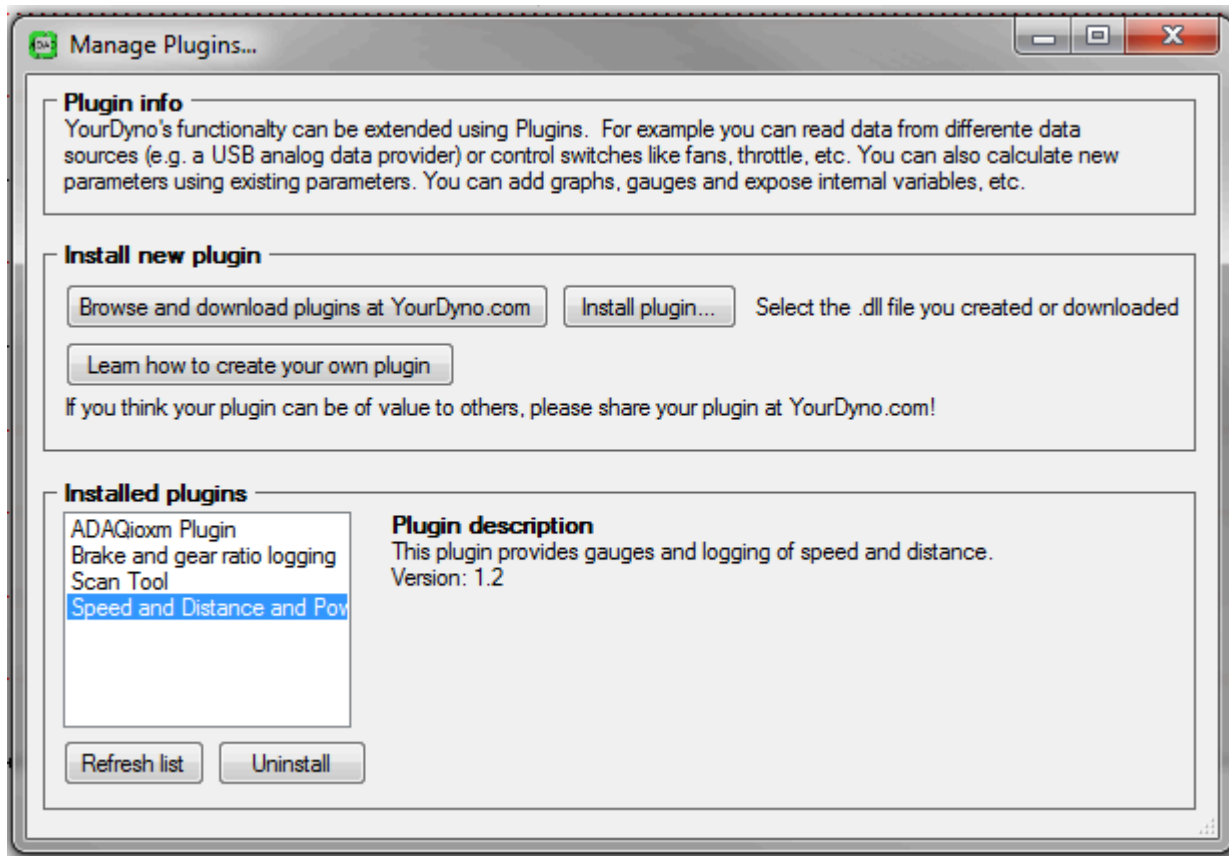 Manage Plugins...
Plugin info
YourDyno's functionalty can be extended using Plugins.  For example you can read data from differente data
sources (e.g. a USB analog data provider) or control switches like fans, throttle, etc. You can also calculate new
parameters using existing parameters. You can add graphs, gauges and expose internal variables, etc.
Install new plugin
Browse and download plugins at YourDyno.com
Install plugin...
Select the .dll file you created or downloaded
Learn how to create your own plugin
If you think your plugin can be of value to others, please share your plugin at YourDyno.com!
Installed plugins
ADAQioxm Plugin
Brake and gear ratio logging
Scan Tool
Speed and Distance and Pow
Plugin description
This plugin provides gauges and logging of speed and distance.
Version: 1.2
Refresh list
Uninstall